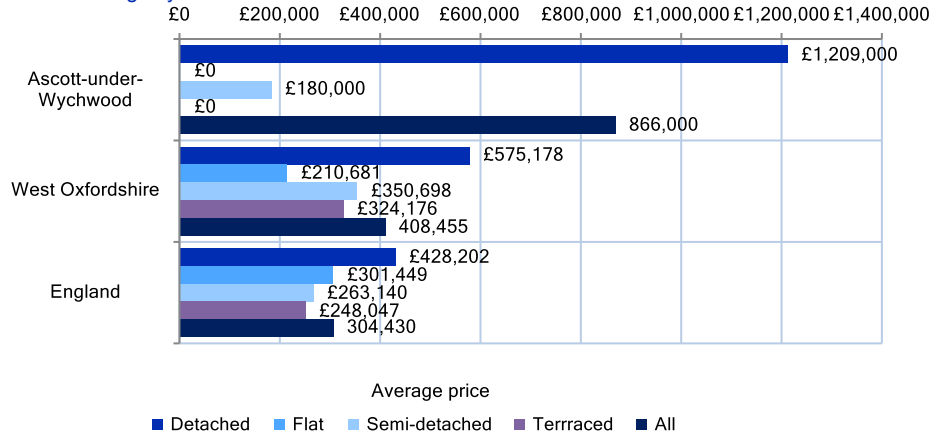 £0 £200,000 £400,000 £600,000 £800,000 £1,000,000 £1,200,000 £1,400,000
Ascott-under-
Wychwood
£1,209,000
£0
£180,000
£0
866,000
West Oxfordshire
£575,178
£210,681
£350,698
£324,176
408,455
England
£428,202
£301,449
£263,140
£248,047
304,430
Average price
Detached Flat Semi-detached Terrraced All